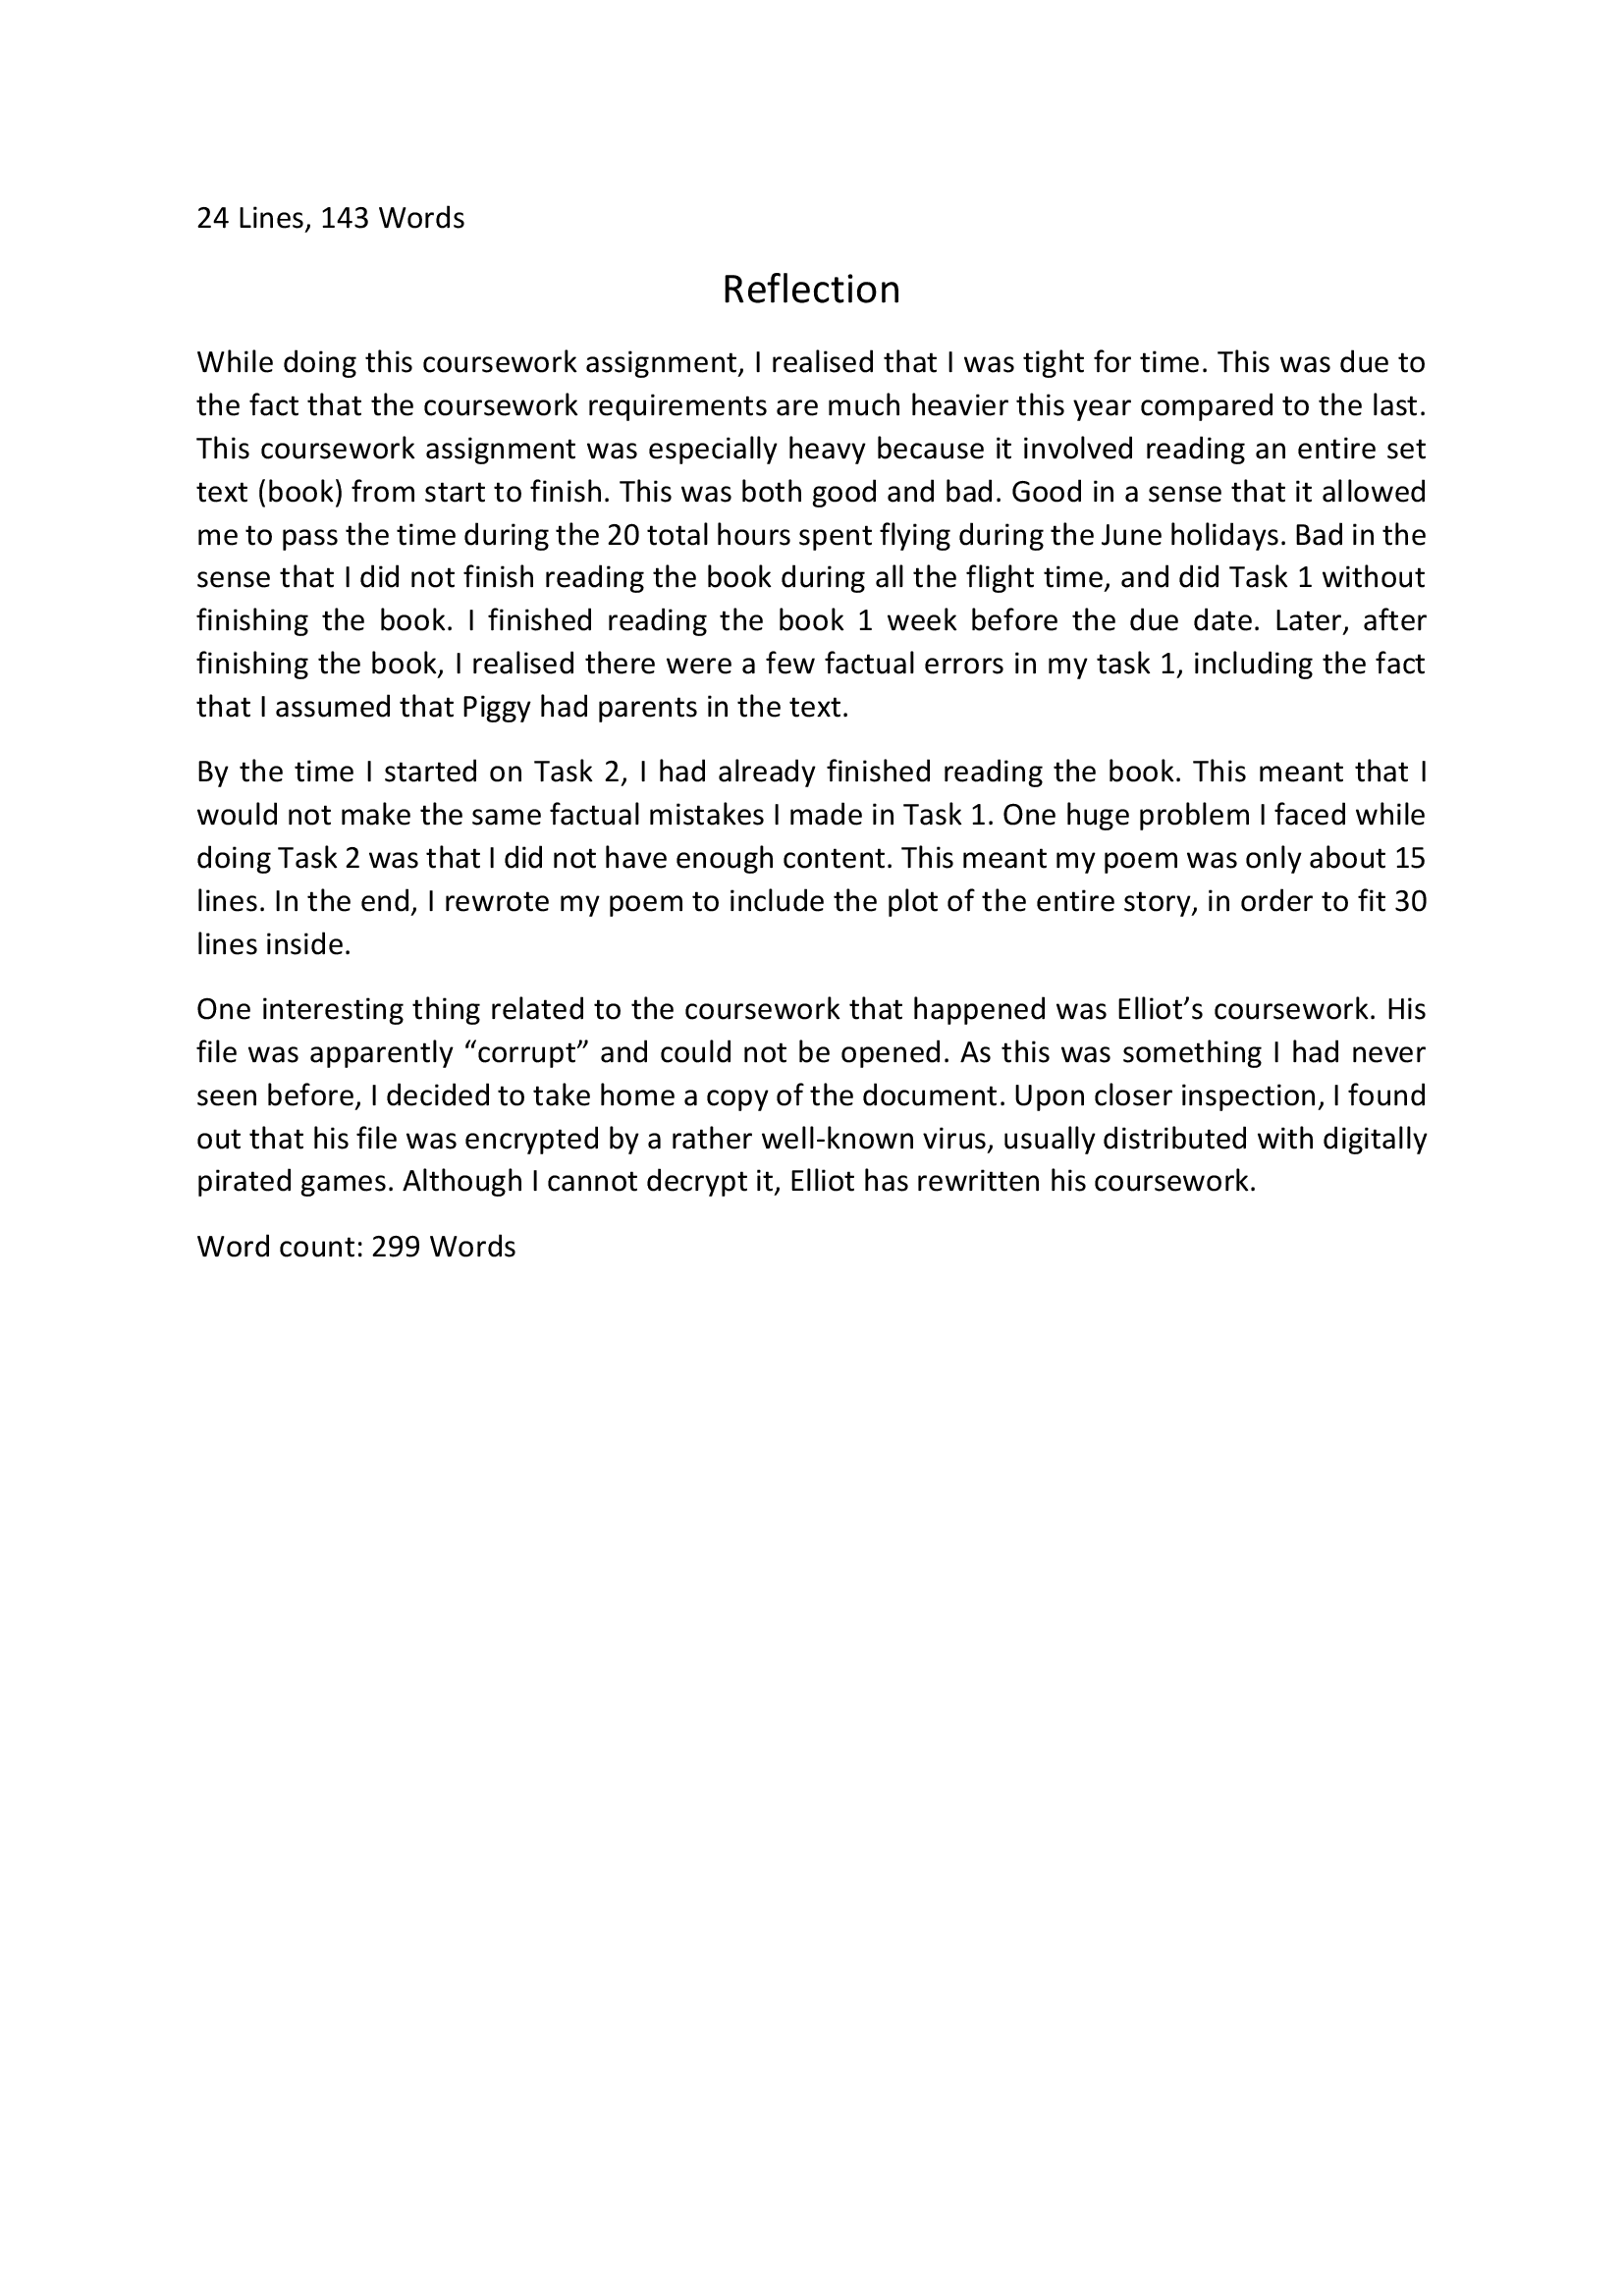 24 Lines, 143 Words
Reflection
While doing this coursework assignment, I realised that I was tight for time. This was due to
the fact that the coursework requirements are much heavier this year compared to the last.
This coursework assignment was especially heavy because it involved reading an entire set
text (book) from start to finish. This was both good and bad. Good in a sense that it allowed
me to pass the time during the 20 total hours spent flying during the June holidays. Bad in the
sense that I did not finish reading the book during all the flight time, and did Task 1 without
finishing the book. I finished reading the book 1 week before the due date. Later, after
finishing the book, I realised there were a few factual errors in my task 1, including the fact
that I assumed that Piggy had parents in the text.
By the time I started on Task 2, I had already finished reading the book. This meant that I
would not make the same factual mistakes I made in Task 1. One huge problem I faced while
doing Task 2 was that I did not have enough content. This meant my poem was only about 15
lines. In the end, I rewrote my poem to include the plot of the entire story, in order to fit 30
lines inside.
One interesting thing related to the coursework that happened was Elliot’s coursework. His
file was apparently “corrupt” and could not be opened. As this was something I had never
seen before, I decided to take home a copy of the document. Upon closer inspection, I found
out that his file was encrypted by a rather well-known virus, usually distributed with digitally
pirated games. Although I cannot decrypt it, Elliot has rewritten his coursework.
Word count: 299 Words